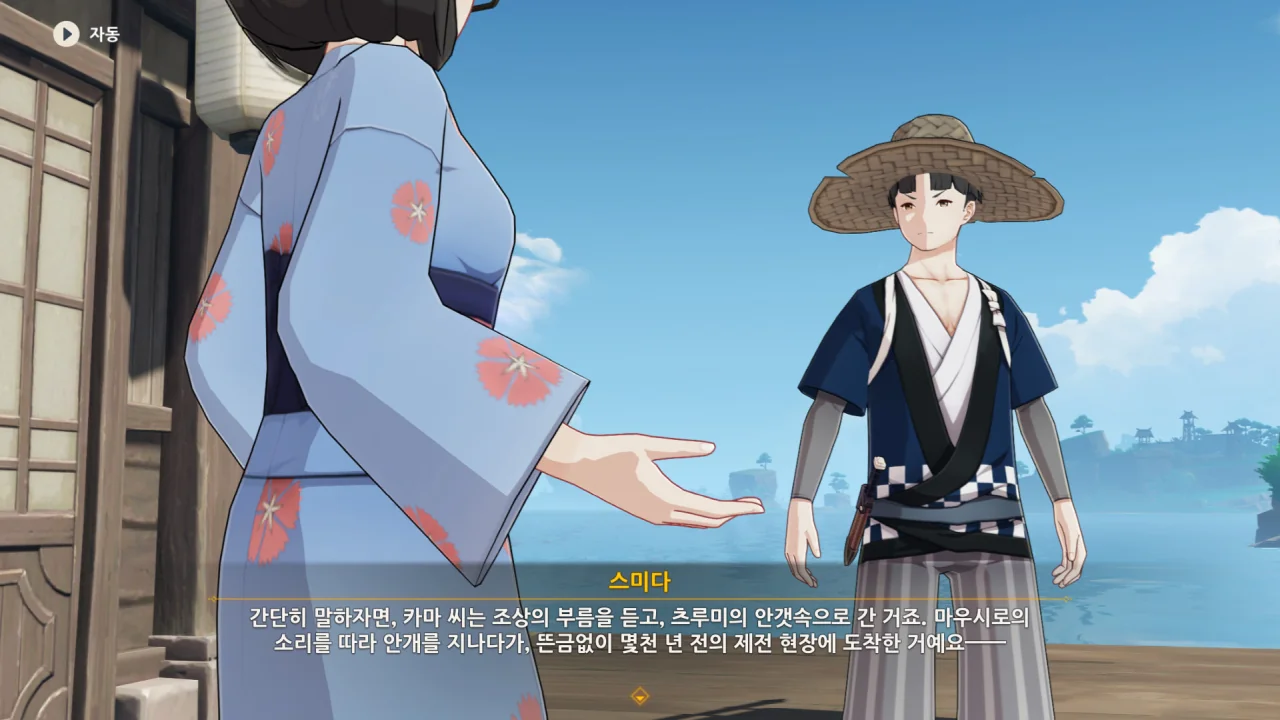 자동
스미다
간단히 말하자면, 카마 씨는 조상의 부름을 듣고, 츠루미의 안갯속으로 간 거죠. 마우시로의
소리를 따라 안개를 지나다가, 뜬금없이 몇천 년 전의 제전 현장에 도착한 거예요——